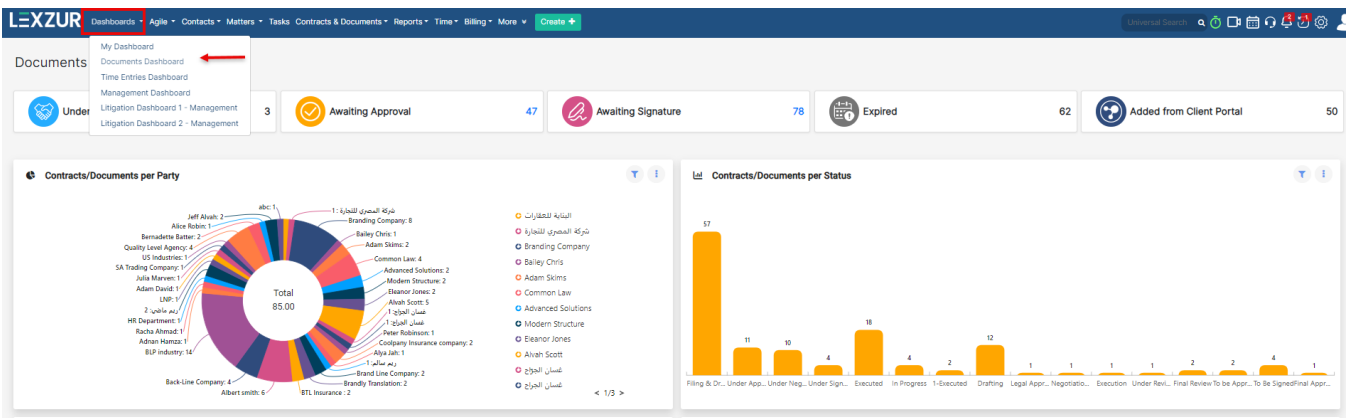 LEXZUR Dashboards Agile Contacts Matters Tasks Contracts & Documents Reports Time Billing More Create + Universal Search
My Dashboard
Documents
Documents Dashboard
Time Entries Dashboard
Management Dashboard
Litigation Dashboard 1 - Management
Litigation Dashboard 2 - Management
Under 3
Awaiting Approval 47
Awaiting Signature 78
Expired 62
Added from Client Portal 50
Contracts/Documents per Party
abc: 1
Jeff Alvah: 2
Alice Robin: 1
Bernadette Batter: 2
Quality Level Agency: 4
US Industries: 1
SA Trading Company: 1
Julia Marven: 1
Adam David: 1
LNP: 1
ريم ماضي: 2
HR Department: 1
Racha Ahmad: 1
Adnan Hamza: 1
BLP industry: 14
Back-Line Company: 4
Albert smith: 6
BTL Insurance : 2
Total
85.00
شركة المصري للتجارة : 1
Branding Company: 8
Bailey Chris: 1
Adam Skims: 2
Common Law: 4
Advanced Solutions: 2
Modern Structure: 2
Eleanor Jones: 2
Alvah Scott: 5
غسان الجراح: 1
غسان الجراح: 1
Peter Robinson: 1
Coolpany Insurance company: 2
Alya Jah: 1
ريم سالم: 1
Brand Line Company: 2
Brandly Translation: 2
البناية للعقارات
شركة المصري للتجارة
Branding Company
Bailey Chris
Adam Skims
Common Law
Advanced Solutions
Modern Structure
Eleanor Jones
Alvah Scott
غسان الجراح
غسان الجراح
< 1/3 >
Contracts/Documents per Status
57 11 10 4 18 4 2 12 1 1 1 1 2 2 4 1
Filing & Dr... Under App... Under Neg... Under Sign... Executed In Progress 1-Executed Drafting Legal Appr... Negotiatio... Execution Under Revi... Final Review To be Appr... To Be Signed Final Appr...